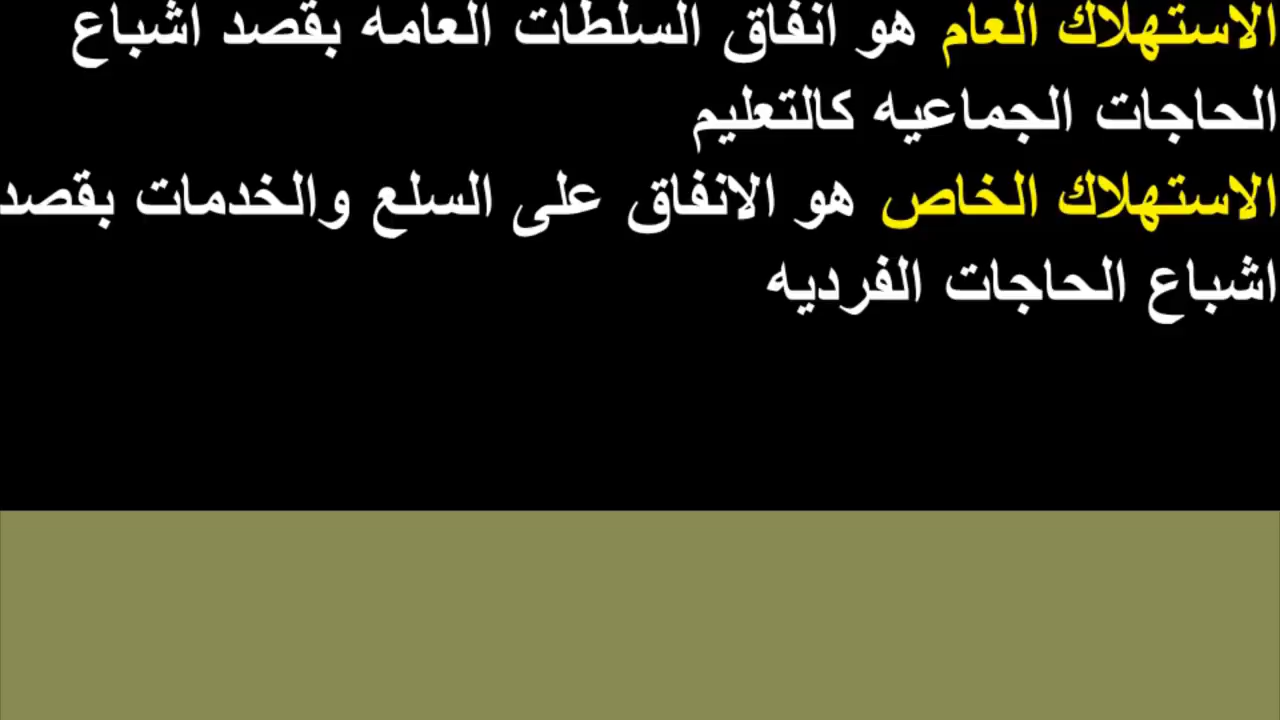 الاستهلاك العام هو انفاق السلطات العامه بقصد اشباع
الحاجات الجماعيه كالتعليم
الاستهلاك الخاص هو الانفاق على السلع والخدمات بقصد
اشباع الحاجات الفرديه